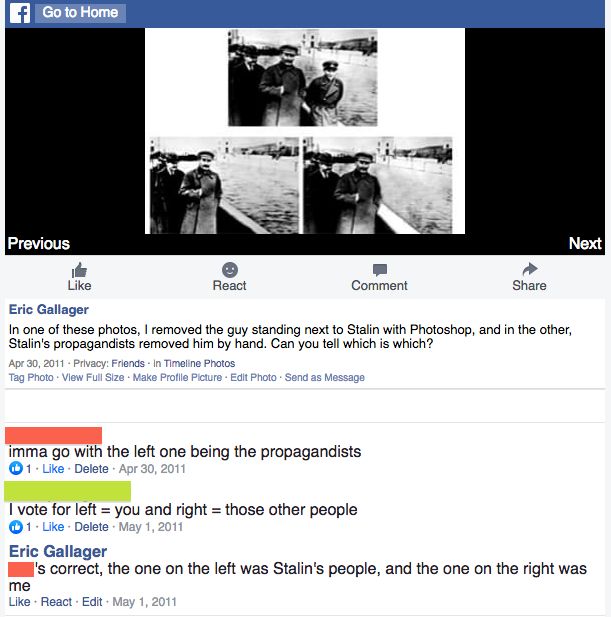 f Go to Home
Previous
Next
Like
React
Comment
Share
Eric Gallager
In one of these photos, I removed the guy standing next to Stalin with Photoshop, and in the other,
Stalin's propagandists removed him by hand. Can you tell which is which?
Apr 30, 2011 · Privacy: Friends · In Timeline Photos
Tag Photo · View Full Size · Make Profile Picture · Edit Photo · Send as Message
imma go with the left one being the propagandists
1 · Like · Delete · Apr 30, 2011
I vote for left = you and right = those other people
1 · Like · Delete · May 1, 2011
Eric Gallager
's correct, the one on the left was Stalin's people, and the one on the right was
me
Like · React · Edit · May 1, 2011